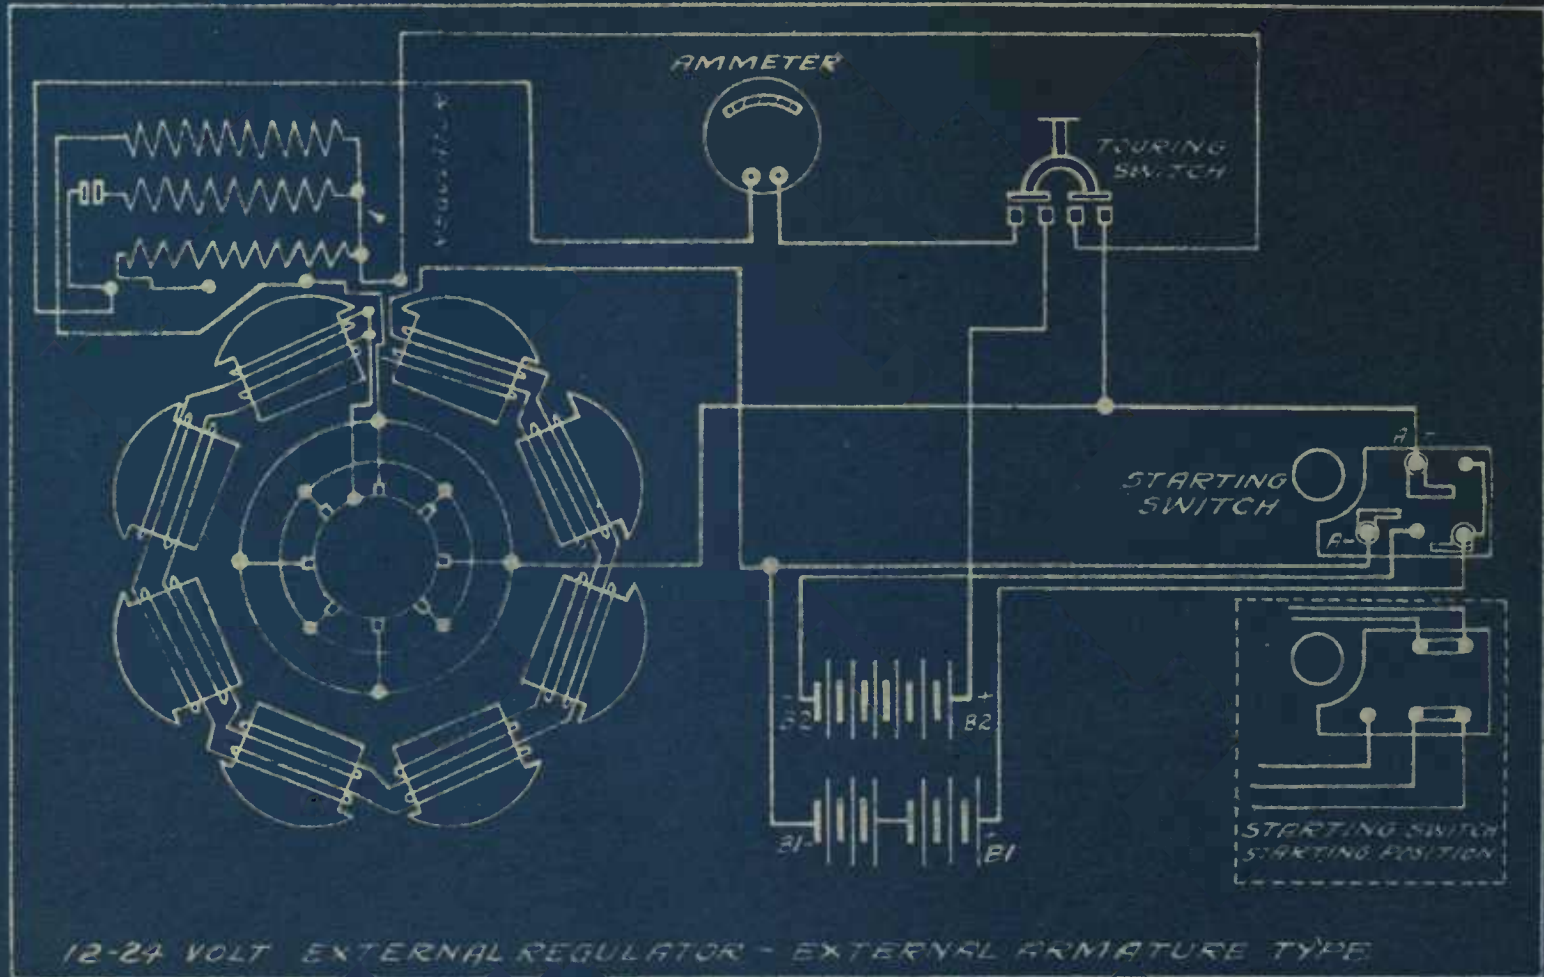 AMMETER
TOURING
SWITCH
REGULATOR
A
STARTING
SWITCH
A-
B2
+
B2
B1-
B1
STARTING SWITCH
STARTING POSITION
12-24 VOLT EXTERNAL REGULATOR - EXTERNAL ARMATURE TYPE